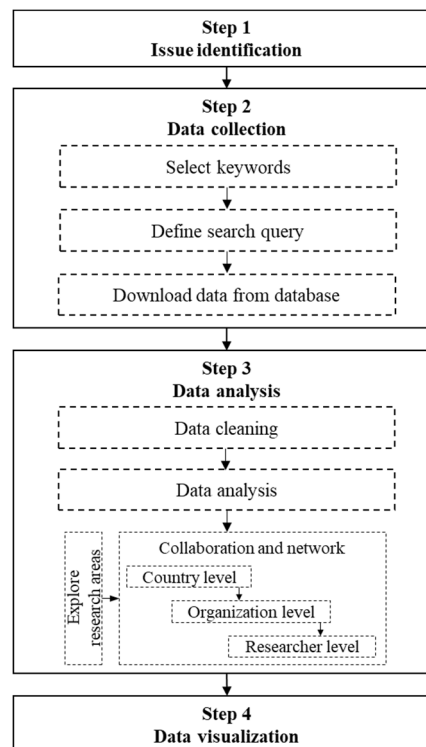 Step 1
Issue identification
Step 2
Data collection
Select keywords
Define search query
Download data from database
Step 3
Data analysis
Data cleaning
Data analysis
Explore
research areas
Collaboration and network
Country level
Organization level
Researcher level
Step 4
Data visualization